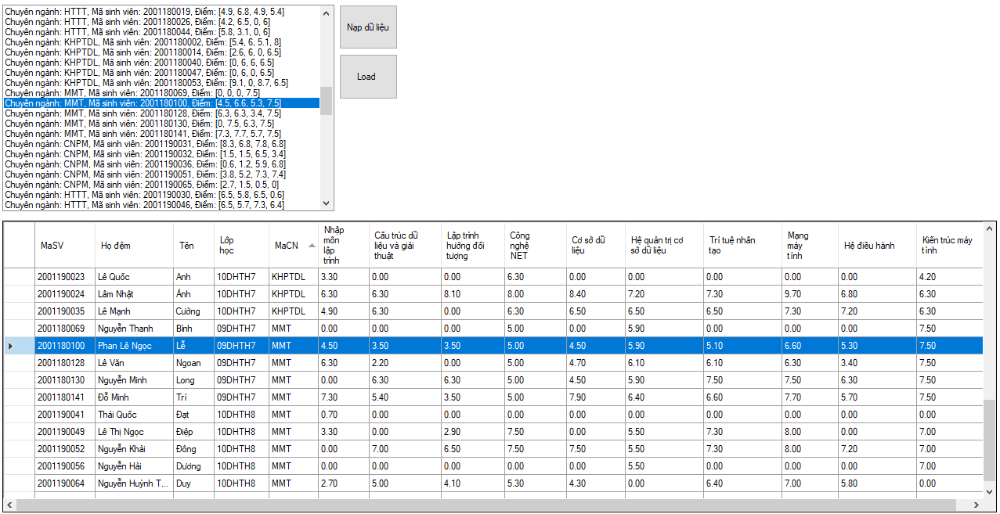 Chuyên ngành: HTTT, Mã sinh viên: 2001180019, Điểm: [4.9, 6.8, 4.9, 5.4]
Chuyên ngành: HTTT, Mã sinh viên: 2001180026, Điểm: [4.2, 6.5, 0, 6]
Chuyên ngành: HTTT, Mã sinh viên: 2001180044, Điểm: [5.8, 3.1, 0, 6]
Chuyên ngành: KHPTDL, Mã sinh viên: 2001180002, Điểm: [5.4, 6, 5.1, 8]
Chuyên ngành: KHPTDL, Mã sinh viên: 2001180014, Điểm: [2.6, 6, 0, 6.5]
Chuyên ngành: KHPTDL, Mã sinh viên: 2001180040, Điểm: [0, 6, 6, 6.5]
Chuyên ngành: KHPTDL, Mã sinh viên: 2001180047, Điểm: [0, 6, 0, 6.5]
Chuyên ngành: KHPTDL, Mã sinh viên: 2001180053, Điểm: [9.1, 0, 8.7, 6.5]
Chuyên ngành: MMT, Mã sinh viên: 2001180069, Điểm: [0, 0, 0, 7.5]
Chuyên ngành: MMT, Mã sinh viên: 2001180100, Điểm: [4.5, 6.6, 5.3, 7.5]
Chuyên ngành: MMT, Mã sinh viên: 2001180128, Điểm: [6.3, 6.3, 3.4, 7.5]
Chuyên ngành: MMT, Mã sinh viên: 2001180130, Điểm: [0, 7.5, 6.3, 7.5]
Chuyên ngành: MMT, Mã sinh viên: 2001180141, Điểm: [7.3, 7.7, 5.7, 7.5]
Chuyên ngành: CNPM, Mã sinh viên: 2001190031, Điểm: [8.3, 6.8, 7.8, 6.8]
Chuyên ngành: CNPM, Mã sinh viên: 2001190032, Điểm: [1.5, 1.5, 6.5, 3.4]
Chuyên ngành: CNPM, Mã sinh viên: 2001190036, Điểm: [0.6, 1.2, 5.9, 6.8]
Chuyên ngành: CNPM, Mã sinh viên: 2001190051, Điểm: [3.8, 5.2, 7.3, 7.4]
Chuyên ngành: CNPM, Mã sinh viên: 2001190065, Điểm: [2.7, 1.5, 0.5, 0]
Chuyên ngành: HTTT, Mã sinh viên: 2001190030, Điểm: [6.5, 5.8, 6.5, 0.6]
Chuyên ngành: HTTT, Mã sinh viên: 2001190046, Điểm: [6.5, 5.7, 7.3, 6.4]
Nạp dữ liệu
Load
MaSV Họ đệm Tên Lớp học MaCN Nhập môn lập trình Cấu trúc dữ liệu và giải thuật Lập trình hướng đối tượng Công nghệ NET Cơ sở dữ liệu Hệ quản trị cơ sở dữ liệu Trí tuệ nhân tạo Mạng máy tính Hệ điều hành Kiến trúc máy tính
2001190023 Lê Quốc Anh 10DHTH7 KHPTDL 3.30 0.00 0.00 6.30 0.00 0.00 0.00 0.00 0.00 4.20
2001190024 Lâm Nhật Ánh 10DHTH7 KHPTDL 6.30 6.30 8.10 8.00 8.40 7.20 7.30 9.70 6.80 6.30
2001190035 Lê Mạnh Cường 10DHTH7 KHPTDL 4.90 6.30 0.00 6.30 6.50 6.50 6.50 7.30 7.20 6.30
2001180069 Nguyễn Thanh Bình 09DHTH7 MMT 0.00 0.00 0.00 5.00 0.00 5.90 0.00 0.00 0.00 7.50
2001180100 Phan Lê Ngọc Lễ 09DHTH7 MMT 4.50 3.50 3.50 5.00 4.50 5.90 5.10 6.60 5.30 7.50
2001180128 Lê Văn Ngoan 09DHTH7 MMT 6.30 2.20 0.00 5.00 4.70 6.10 6.10 6.30 3.40 7.50
2001180130 Nguyễn Minh Long 09DHTH7 MMT 0.00 6.30 6.30 5.00 4.50 5.90 7.50 7.50 6.30 7.50
2001180141 Đỗ Minh Trí 09DHTH7 MMT 7.30 5.40 3.50 5.00 7.90 6.40 6.60 7.70 5.70 7.50
2001190041 Thái Quốc Đạt 10DHTH8 MMT 0.70 0.00 0.00 0.00 0.00 0.00 0.00 0.00 0.00 0.00
2001190049 Lê Thị Ngọc Điệp 10DHTH8 MMT 3.30 0.00 2.90 7.50 0.00 5.50 7.30 8.00 0.00 7.00
2001190052 Nguyễn Khải Đông 10DHTH8 MMT 0.00 7.00 6.50 7.50 7.50 5.50 7.30 8.00 7.20 7.00
2001190056 Nguyễn Hải Dương 10DHTH8 MMT 0.00 0.00 0.00 0.00 0.00 5.50 0.00 0.00 0.00 7.00
2001190064 Nguyễn Huỳnh T... Duy 10DHTH8 MMT 2.70 5.00 4.10 5.30 4.30 0.00 6.40 7.00 5.80 0.00